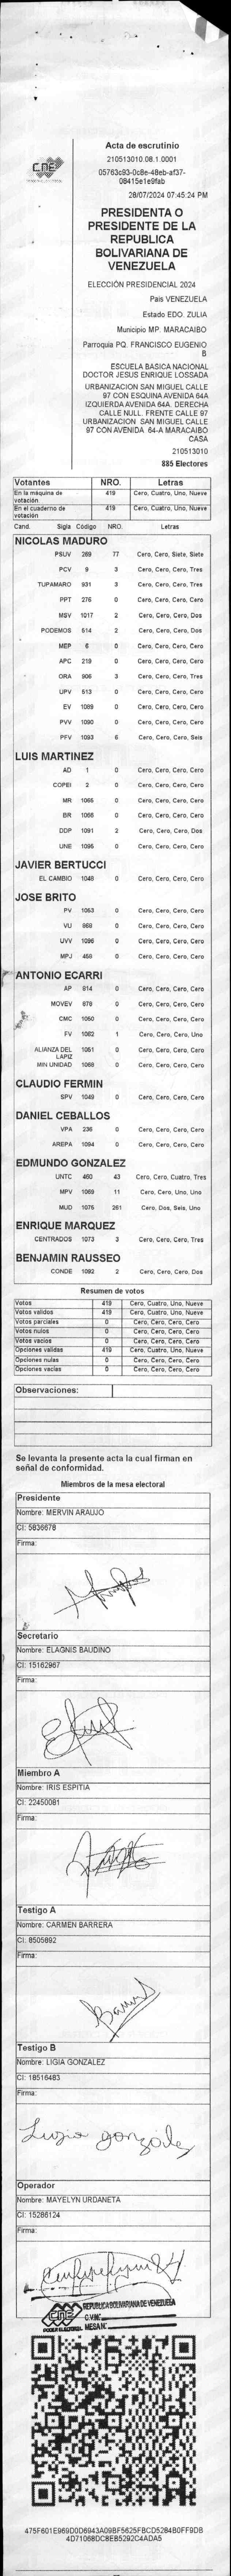 CNE
Acta de escrutinio
210513010.08.1.0001
05763c93-0c8e-48eb-af37-
08415e1e9fab
28/07/2024 07:45:24 PM
PRESIDENTA O
PRESIDENTE DE LA
REPUBLICA
BOLIVARIANA DE
VENEZUELA
ELECCIÓN PRESIDENCIAL 2024
Pais VENEZUELA
Estado EDO. ZULIA
Municipio MP. MARACAIBO
Parroquia PQ. FRANCISCO EUGENIO
B
ESCUELA BASICA NACIONAL
DOCTOR JESUS ENRIQUE LOSSADA
URBANIZACION SAN MIGUEL CALLE
97 CON ESQUINA AVENIDA 64A
IZQUIERDA AVENIDA 64A. DERECHA
CALLE NULL. FRENTE CALLE 97
URBANIZACION SAN MIGUEL CALLE
97 CON AVENIDA 64-A MARACAIBO
CASA
210513010
885 Electores
Votantes NRO. Letras
En la máquina de votación. 419 Cero, Cuatro, Uno, Nueve
En el cuaderno de votación 419 Cero, Cuatro, Uno, Nueve
Cand. Sigla Código NRO. Letras
NICOLAS MADURO
PSUV 269 77 Cero, Cero, Siete, Siete
PCV 9 3 Cero, Cero, Cero, Tres
TUPAMARO 931 3 Cero, Cero, Cero, Tres
PPT 276 0 Cero, Cero, Cero, Cero
MSV 1017 2 Cero, Cero, Cero, Dos
PODEMOS 514 2 Cero, Cero, Cero, Dos
MEP 6 0 Cero, Cero, Cero, Cero
APC 219 0 Cero, Cero, Cero, Cero
ORA 906 3 Cero, Cero, Cero, Tres
UPV 513 0 Cero, Cero, Cero, Cero
EV 1089 0 Cero, Cero, Cero, Cero
PVV 1090 0 Cero, Cero, Cero, Cero
PFV 1093 6 Cero, Cero, Cero, Seis
LUIS MARTINEZ
AD 1 0 Cero, Cero, Cero, Cero
COPEI 2 0 Cero, Cero, Cero, Cero
MR 1065 0 Cero, Cero, Cero, Cero
BR 1066 0 Cero, Cero, Cero, Cero
DDP 1091 2 Cero, Cero, Cero, Dos
UNE 1095 0 Cero, Cero, Cero, Cero
JAVIER BERTUCCI
EL CAMBIO 1048 0 Cero, Cero, Cero, Cero
JOSE BRITO
PV 1053 0 Cero, Cero, Cero, Cero
VU 868 0 Cero, Cero, Cero, Cero
UVV 1096 0 Cero, Cero, Cero, Cero
MPJ 458 0 Cero, Cero, Cero, Cero
ANTONIO ECARRI
AP 814 0 Cero, Cero, Cero, Cero
MOVEV 878 0 Cero, Cero, Cero, Cero
CMC 1050 0 Cero, Cero, Cero, Cero
FV 1082 1 Cero, Cero, Cero, Uno
ALIANZA DEL LAPIZ 1051 0 Cero, Cero, Cero, Cero
MIN UNIDAD 1068 0 Cero, Cero, Cero, Cero
CLAUDIO FERMIN
SPV 1049 0 Cero, Cero, Cero, Cero
DANIEL CEBALLOS
VPA 236 0 Cero, Cero, Cero, Cero
AREPA 1094 0 Cero, Cero, Cero, Cero
EDMUNDO GONZALEZ
UNTC 460 43 Cero, Cero, Cuatro, Tres
MPV 1069 11 Cero, Cero, Uno, Uno
MUD 1075 261 Cero, Dos, Seis, Uno
ENRIQUE MARQUEZ
CENTRADOS 1073 3 Cero, Cero, Cero, Tres
BENJAMIN RAUSSEO
CONDE 1092 2 Cero, Cero, Cero, Dos
Resumen de votos
Votos 419 Cero, Cuatro, Uno, Nueve
Votos validos 419 Cero, Cuatro, Uno, Nueve
Votos parciales 0 Cero, Cero, Cero, Cero
Votos nulos 0 Cero, Cero, Cero, Cero
Votos vacios 0 Cero, Cero, Cero, Cero
Opciones validas 419 Cero, Cuatro, Uno, Nueve
Opciones nulas 0 Cero, Cero, Cero, Cero
Opciones vacias 0 Cero, Cero, Cero, Cero
Observaciones:
Se levanta la presente acta la cual firman en
señal de conformidad.
Miembros de la mesa electoral
Presidente
Nombre: MERVIN ARAUJO
CI: 5836678
Firma:
Secretario
Nombre: ELAGNIS BAUDINO
CI: 15162967
Firma:
Miembro A
Nombre: IRIS ESPITIA
CI: 22450081
Firma:
Testigo A
Nombre: CARMEN BARRERA
CI: 8505692
Firma:
Testigo B
Nombre: LIGIA GONZALEZ
CI: 18516483
Firma:
Ligia gonzález
Operador
Nombre: MAYELYN URDANETA
CI: 15286124
Firma:
CNE REPUBLICA BOLIVARIANA DE VENEZUELA
C.V.Nº
PODER ELECTORAL MESA Nº
475F601E969D0D6943A09BF5625FBCD5284B0FF9DB
4D71068DC8EB5292C4ADA5